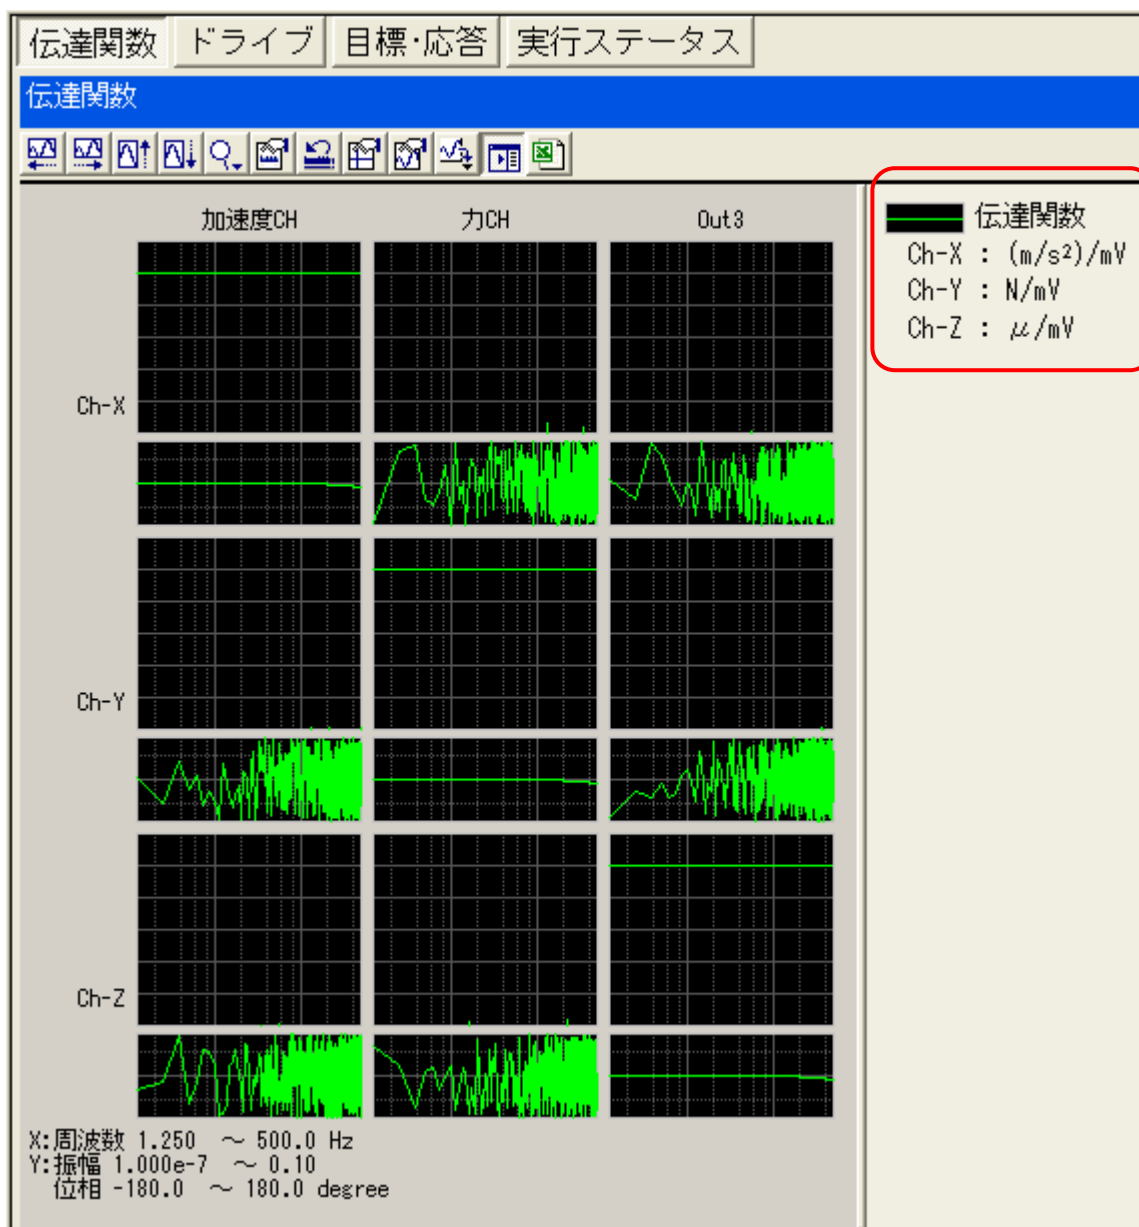 伝達関数 ドライブ 目標・応答 実行ステータス
伝達関数
加速度CH 力CH Out3
Ch-X
Ch-Y
Ch-Z
X:周波数 1.250 ～ 500.0 Hz
Y:振幅 1.000e-7 ～ 0.10
位相 -180.0 ～ 180.0 degree
伝達関数
Ch-X : (m/s²)/mV
Ch-Y : N/mV
Ch-Z : μ/mV